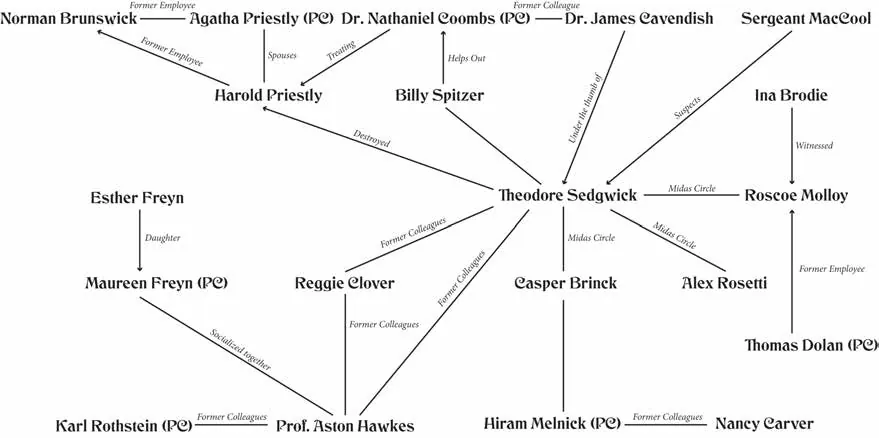 Norman Brunswick
Former Employee
Agatha Priestly (PC)
Dr. Nathaniel Coombs (PC)
Former Colleague
Dr. James Cavendish
Sergeant MacCool
Former Employee
Spouses
Treating
Helps Out
Under the thumb of
Suspects
Harold Priestly
Billy Spitzer
Ina Brodie
Destroyed
Witnessed
Esther Freyn
Theodore Sedgwick
Midas Circle
Roscoe Molloy
Daughter
Former Colleagues
Former Colleagues
Midas Circle
Midas Circle
Former Employee
Maureen Freyn (PC)
Reggie Clover
Casper Brinck
Alex Rosetti
Socialized together
Former Colleagues
Thomas Dolan (PC)
Karl Rothstein (PC)
Former Colleagues
Prof. Aston Hawkes
Hiram Melnick (PC)
Former Colleagues
Nancy Carver